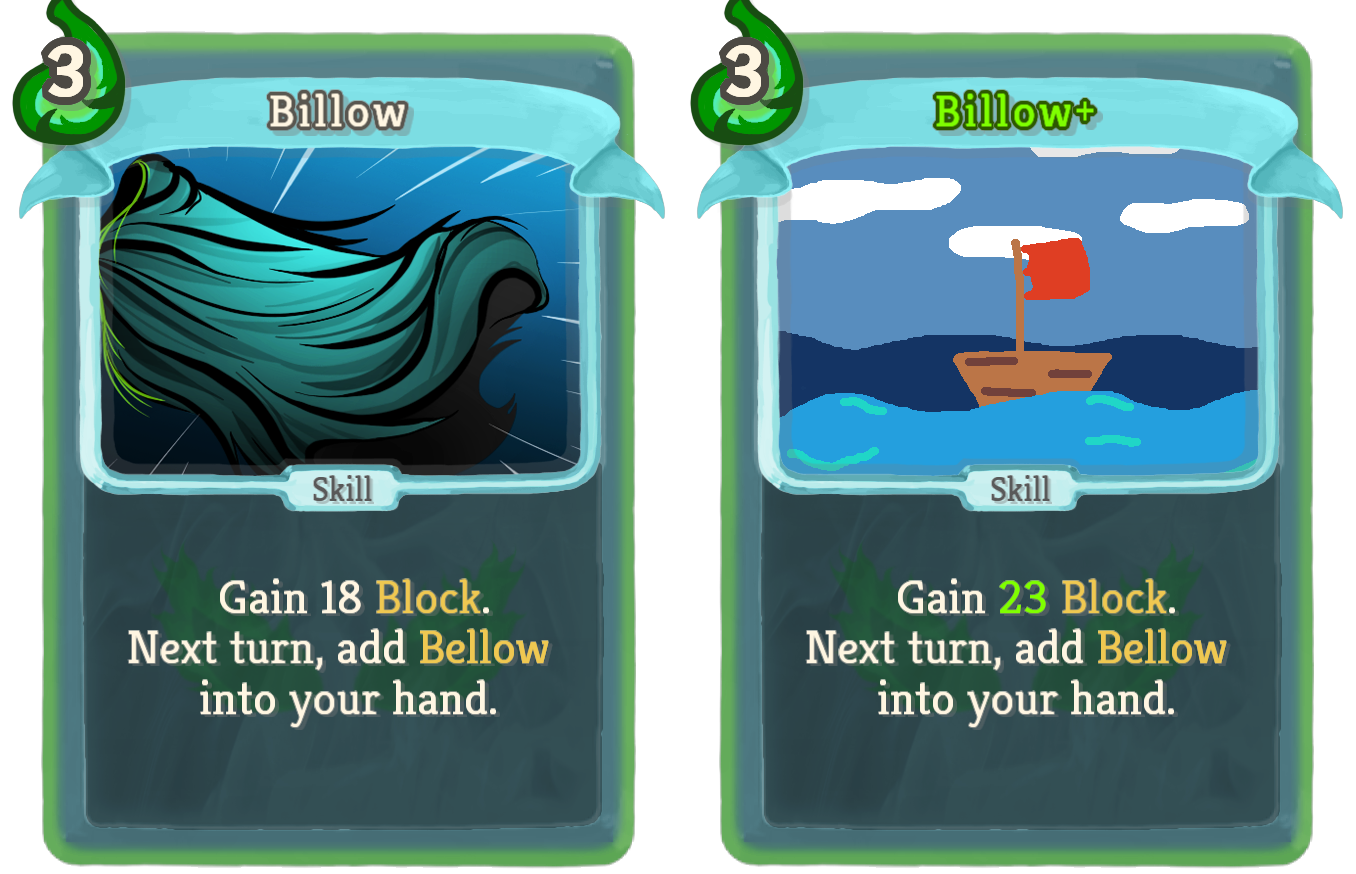 3
Billow
Skill
Gain 18 Block.
Next turn, add Bellow
into your hand.
3
Billow+
Skill
Gain 23 Block.
Next turn, add Bellow
into your hand.